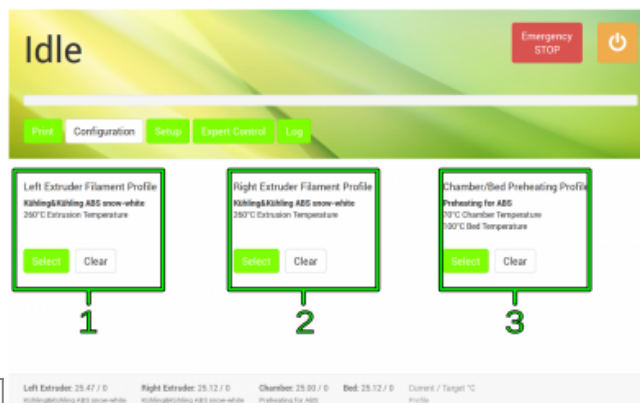 Idle
Emergency
STOP
Print Configuration Setup Expert Control Log
Left Extruder Filament Profile
Kühling&Kühling ABS snow-white
260°C Extrusion Temperature
Select Clear
Right Extruder Filament Profile
Kühling&Kühling ABS snow-white
260°C Extrusion Temperature
Select Clear
Chamber/Bed Preheating Profile
Preheating for ABS
70°C Chamber Temperature
100°C Bed Temperature
Select Clear
1
2
3
Left Extruder: 25.47 / 0 Right Extruder: 25.12 / 0 Chamber: 25.00 / 0 Bed: 25.12 / 0 Current / Target °C
Kühling&Kühling ABS snow-white Kühling&Kühling ABS snow-white Preheating for ABS Profile